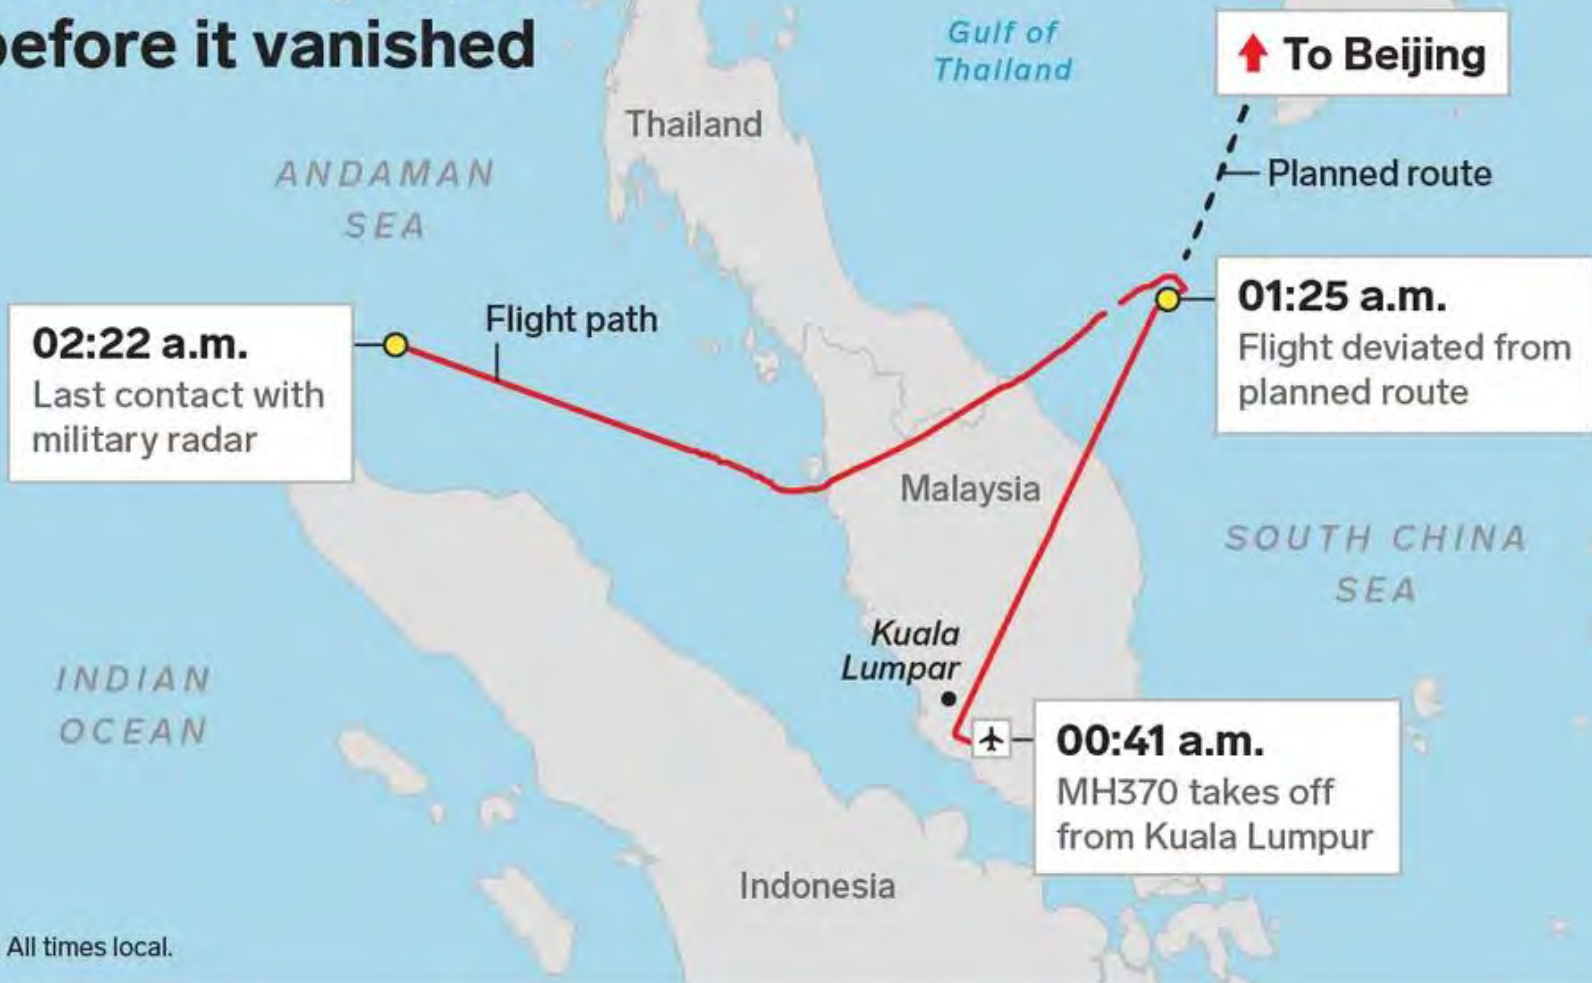 before it vanished
Gulf of
Thailand
To Beijing
Thailand
ANDAMAN
SEA
Planned route
01:25 a.m.
Flight deviated from
planned route
Flight path
02:22 a.m.
Last contact with
military radar
Malaysia
SOUTH CHINA
SEA
Kuala
Lumpar
INDIAN
OCEAN
00:41 a.m.
MH370 takes off
from Kuala Lumpur
Indonesia
All times local.